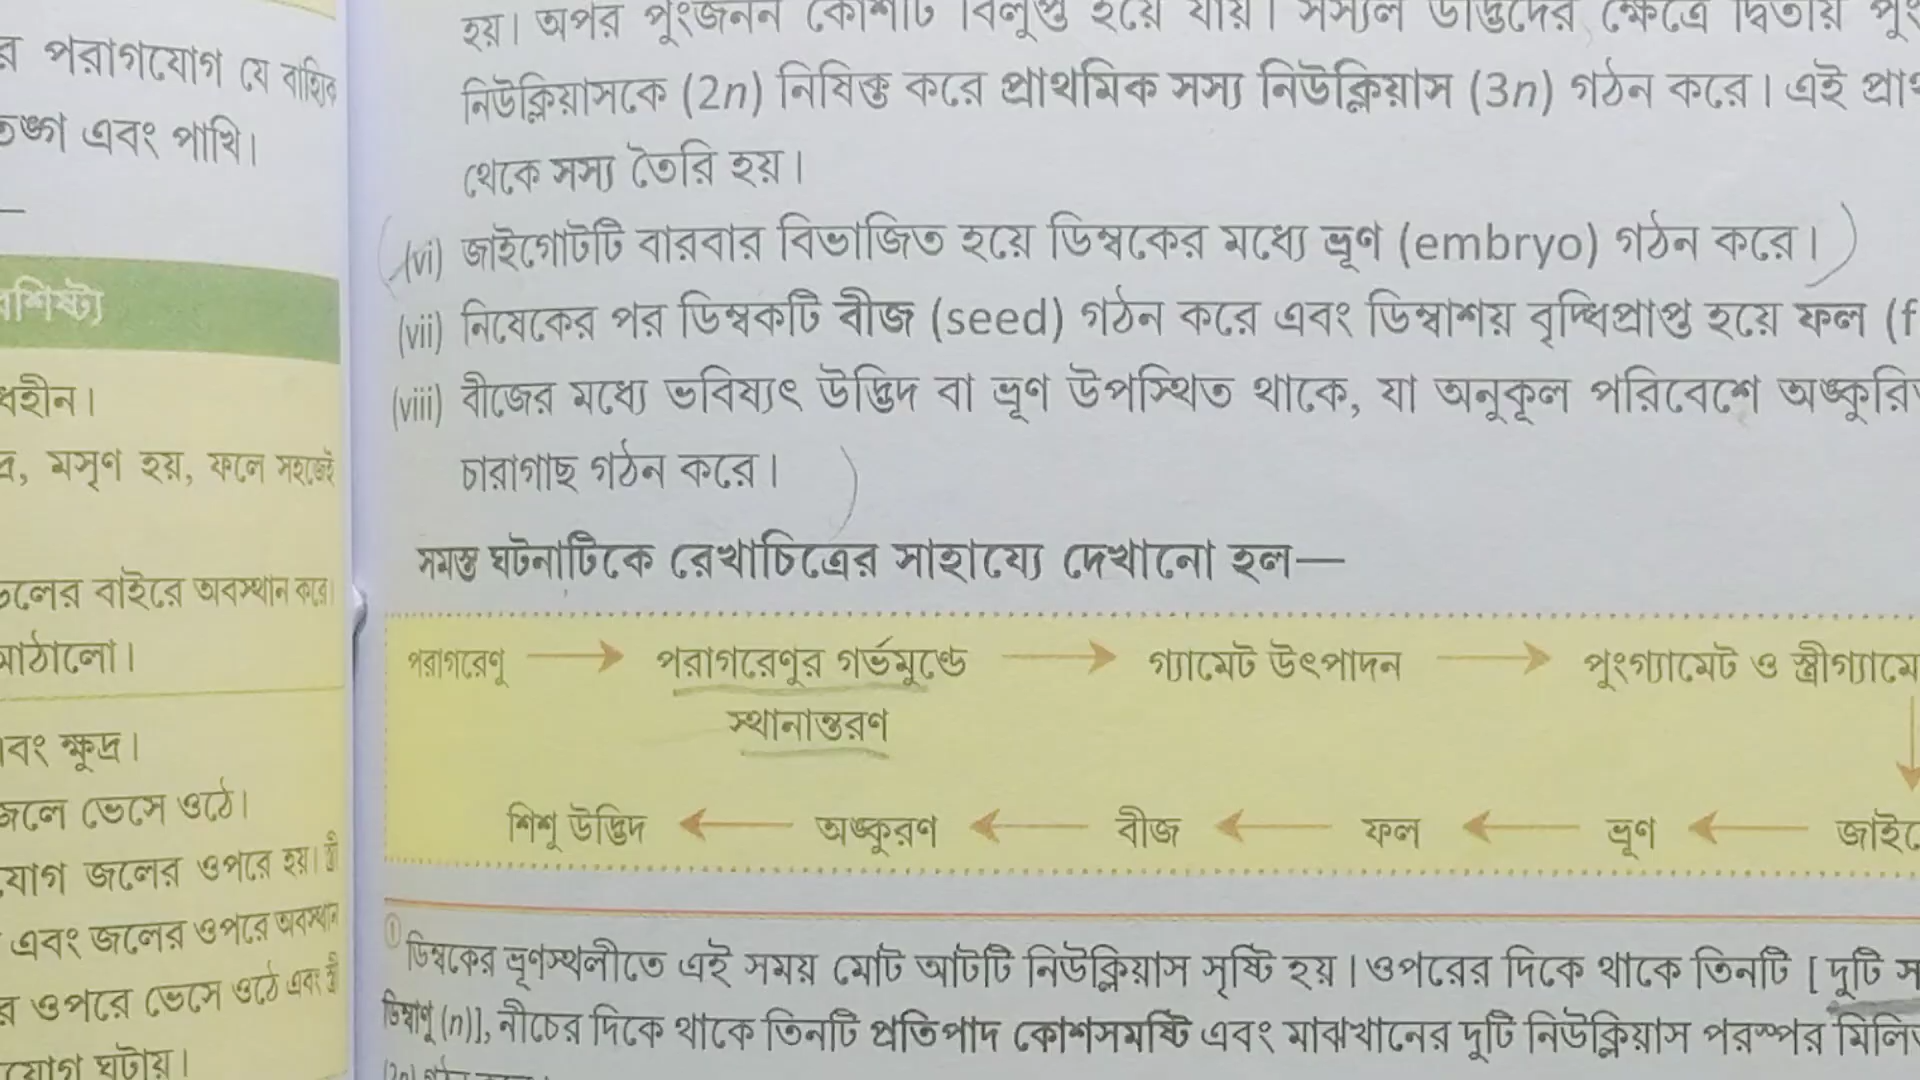 র পরাগযোগ যে বাহ্যিক
এবং পাখি।
ধহীন।
মসৃণ হয়, ফলে সহজেই
বাইরে অবস্থান করে।
আঠালো।
এবং ক্ষুদ্র।
জলে ভেসে ওঠে।
যোগ জলের ওপরে হয়। স্ত্রী
এবং জলের ওপরে অবস্থান
র ওপরে ভেসে ওঠে এবং স্ত্রী
যোগ ঘটায়।
হয়। অপর পুংজনন কোশটি বিলুপ্ত হয়ে যায়। সস্যল উদ্ভিদের ক্ষেত্রে দ্বিতীয়
নিউক্লিয়াসকে (2n) নিষিক্ত করে প্রাথমিক সস্য নিউক্লিয়াস (3n) গঠন করে। এই
থেকে সস্য তৈরি হয়।
(vi) জাইগোটটি বারবার বিভাজিত হয়ে ডিম্বকের মধ্যে ভ্রূণ (embryo) গঠন করে।
(vii) নিষেকের পর ডিম্বকটি বীজ (seed) গঠন করে এবং ডিম্বাশয় বৃদ্ধিপ্রাপ্ত হয়ে ফল (f
(viii) বীজের মধ্যে ভবিষ্যৎ উদ্ভিদ বা ভ্রূণ উপস্থিত থাকে, যা অনুকূল পরিবেশে অঙ্কুরি
চারাগাছ গঠন করে।
সমস্ত ঘটনাটিকে রেখাচিত্রের সাহায্যে দেখানো হল—
পরাগরেণু → পরাগরেণুর গর্ভমুণ্ডে → গ্যামেট উৎপাদন → পুংগ্যামেট ও স্ত্রীগ্যামে
স্থানান্তরণ
শিশু উদ্ভিদ ← অঙ্কুরণ ← বীজ ← ফল ← ভ্রূণ ← জাইগো
① ডিম্বকের ভ্রূণস্থলীতে এই সময় মোট আটটি নিউক্লিয়াস সৃষ্টি হয়। ওপরের দিকে থাকে তিনটি [ দুটি স
ডিম্বাণু (n)], নীচের দিকে থাকে তিনটি প্রতিপাদ কোশসমষ্টি এবং মাঝখানের দুটি নিউক্লিয়াস পরস্পর মিলি